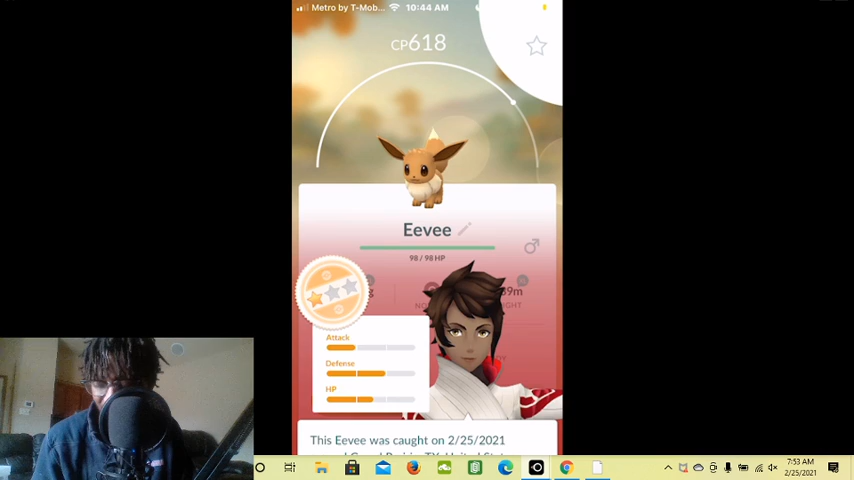 Metro by T-Mob... 10:44 AM
CP618
Eevee
98 / 98 HP
Attack
Defense
HP
This Eevee was caught on 2/25/2021
7:53 AM
2/25/2021